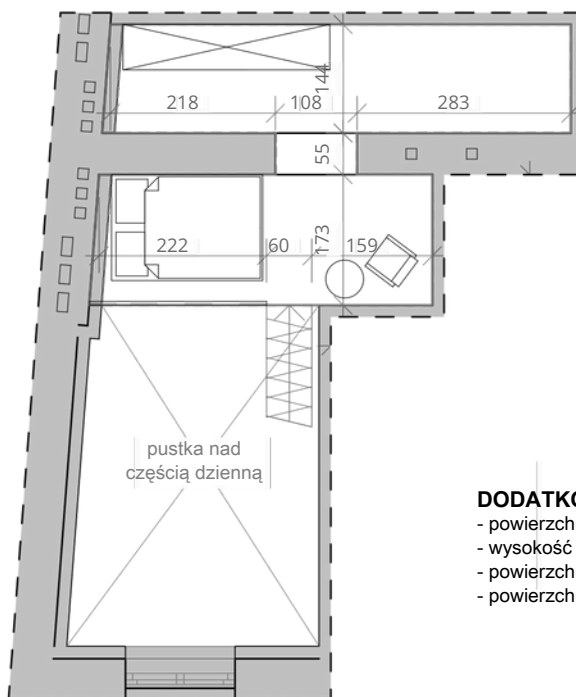 144
218 108 283
55
222 60 173 159
pustka nad
częścią dzienną
DODATKO
- powierzch
- wysokość
- powierzch
- powierzch